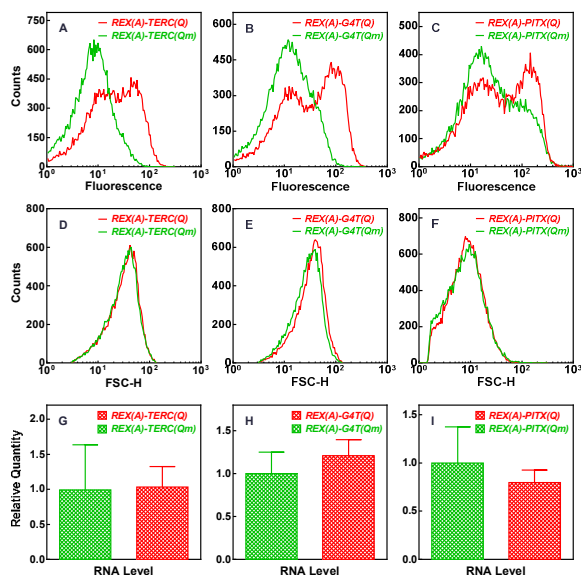 A
REX(A)-TERC(Q)
REX(A)-TERC(Qm)
Counts
750
600
450
300
150
0
10⁰ 10¹ 10² 10³
Fluorescence
B
REX(A)-G4T(Q)
REX(A)-G4T(Qm)
600
450
300
150
0
10⁰ 10¹ 10² 10³
Fluorescence
C
REX(A)-PITX(Q)
REX(A)-PITX(Qm)
500
400
300
200
100
0
10⁰ 10¹ 10² 10³
Fluorescence
D
REX(A)-TERC(Q)
REX(A)-TERC(Qm)
Counts
800
600
400
200
0
10⁰ 10¹ 10² 10³
FSC-H
E
REX(A)-G4T(Q)
REX(A)-G4T(Qm)
800
600
400
200
0
10⁰ 10¹ 10² 10³
FSC-H
F
REX(A)-PITX(Q)
REX(A)-PITX(Qm)
800
600
400
200
0
10⁰ 10¹ 10² 10³
FSC-H
G
REX(A)-TERC(Q)
REX(A)-TERC(Qm)
Relative Quantity
2.0
1.5
1.0
0.5
0.0
RNA Level
H
REX(A)-G4T(Q)
REX(A)-G4T(Qm)
1.5
1.0
0.5
0.0
RNA Level
I
REX(A)-PITX(Q)
REX(A)-PITX(Qm)
1.5
1.0
0.5
0.0
RNA Level